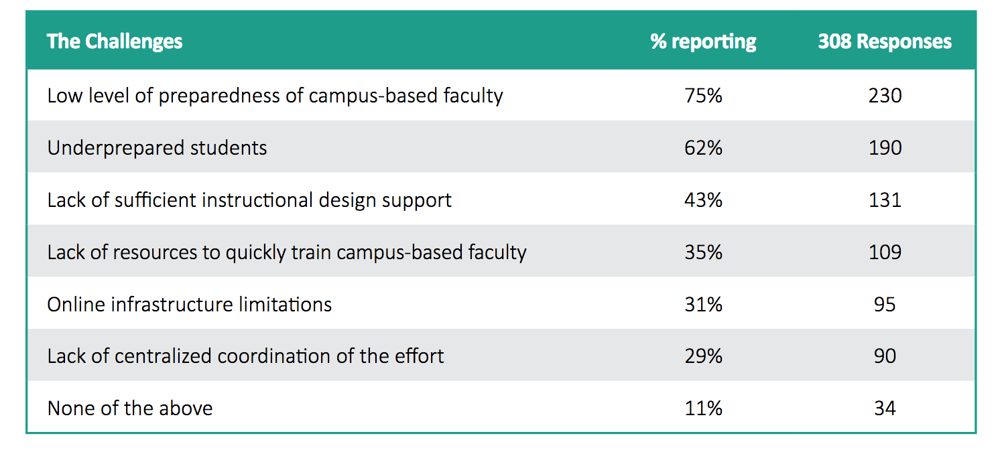 The Challenges % reporting 308 Responses
Low level of preparedness of campus-based faculty 75% 230
Underprepared students 62% 190
Lack of sufficient instructional design support 43% 131
Lack of resources to quickly train campus-based faculty 35% 109
Online infrastructure limitations 31% 95
Lack of centralized coordination of the effort 29% 90
None of the above 11% 34